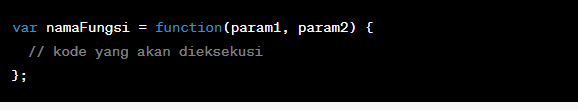 var namaFungsi = function(param1, param2) {
// kode yang akan dieksekusi
};